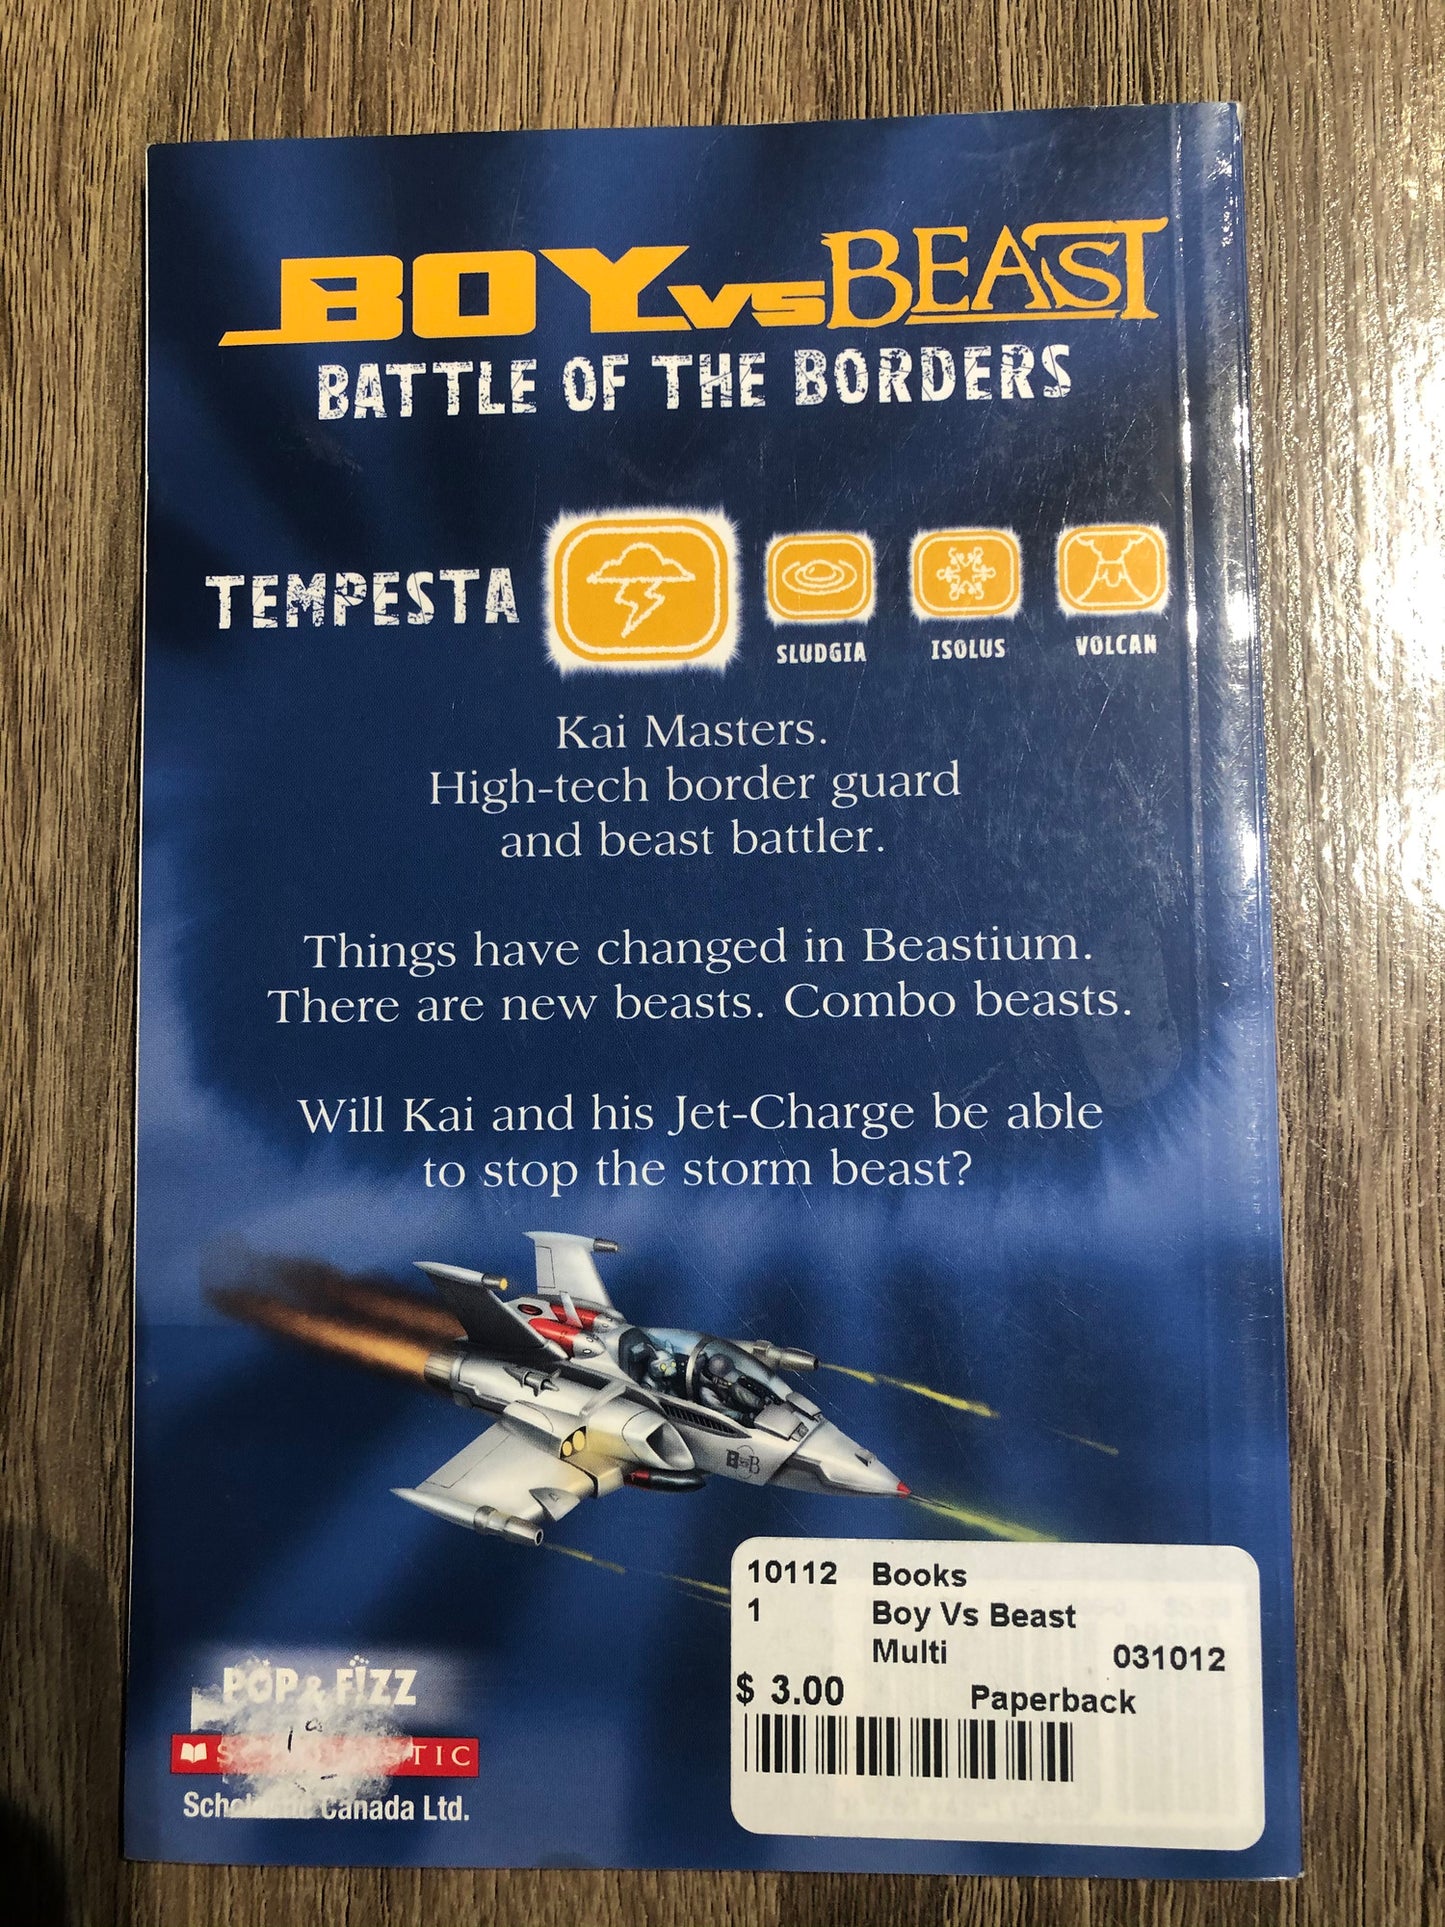 BOY VS BEAST
BATTLE OF THE BORDERS
TEMPESTA
SLUDGIA
ISOLUS
VOLCAN
Kai Masters.
High-tech border guard
and beast battler.
Things have changed in Beastium.
There are new beasts. Combo beasts.
Will Kai and his Jet-Charge be able
to stop the storm beast?
BvsB
10112 Books
1 Boy Vs Beast
Multi 031012
$ 3.00 Paperback
POP & FIZZ
SCHOLASTIC
Scholastic Canada Ltd.